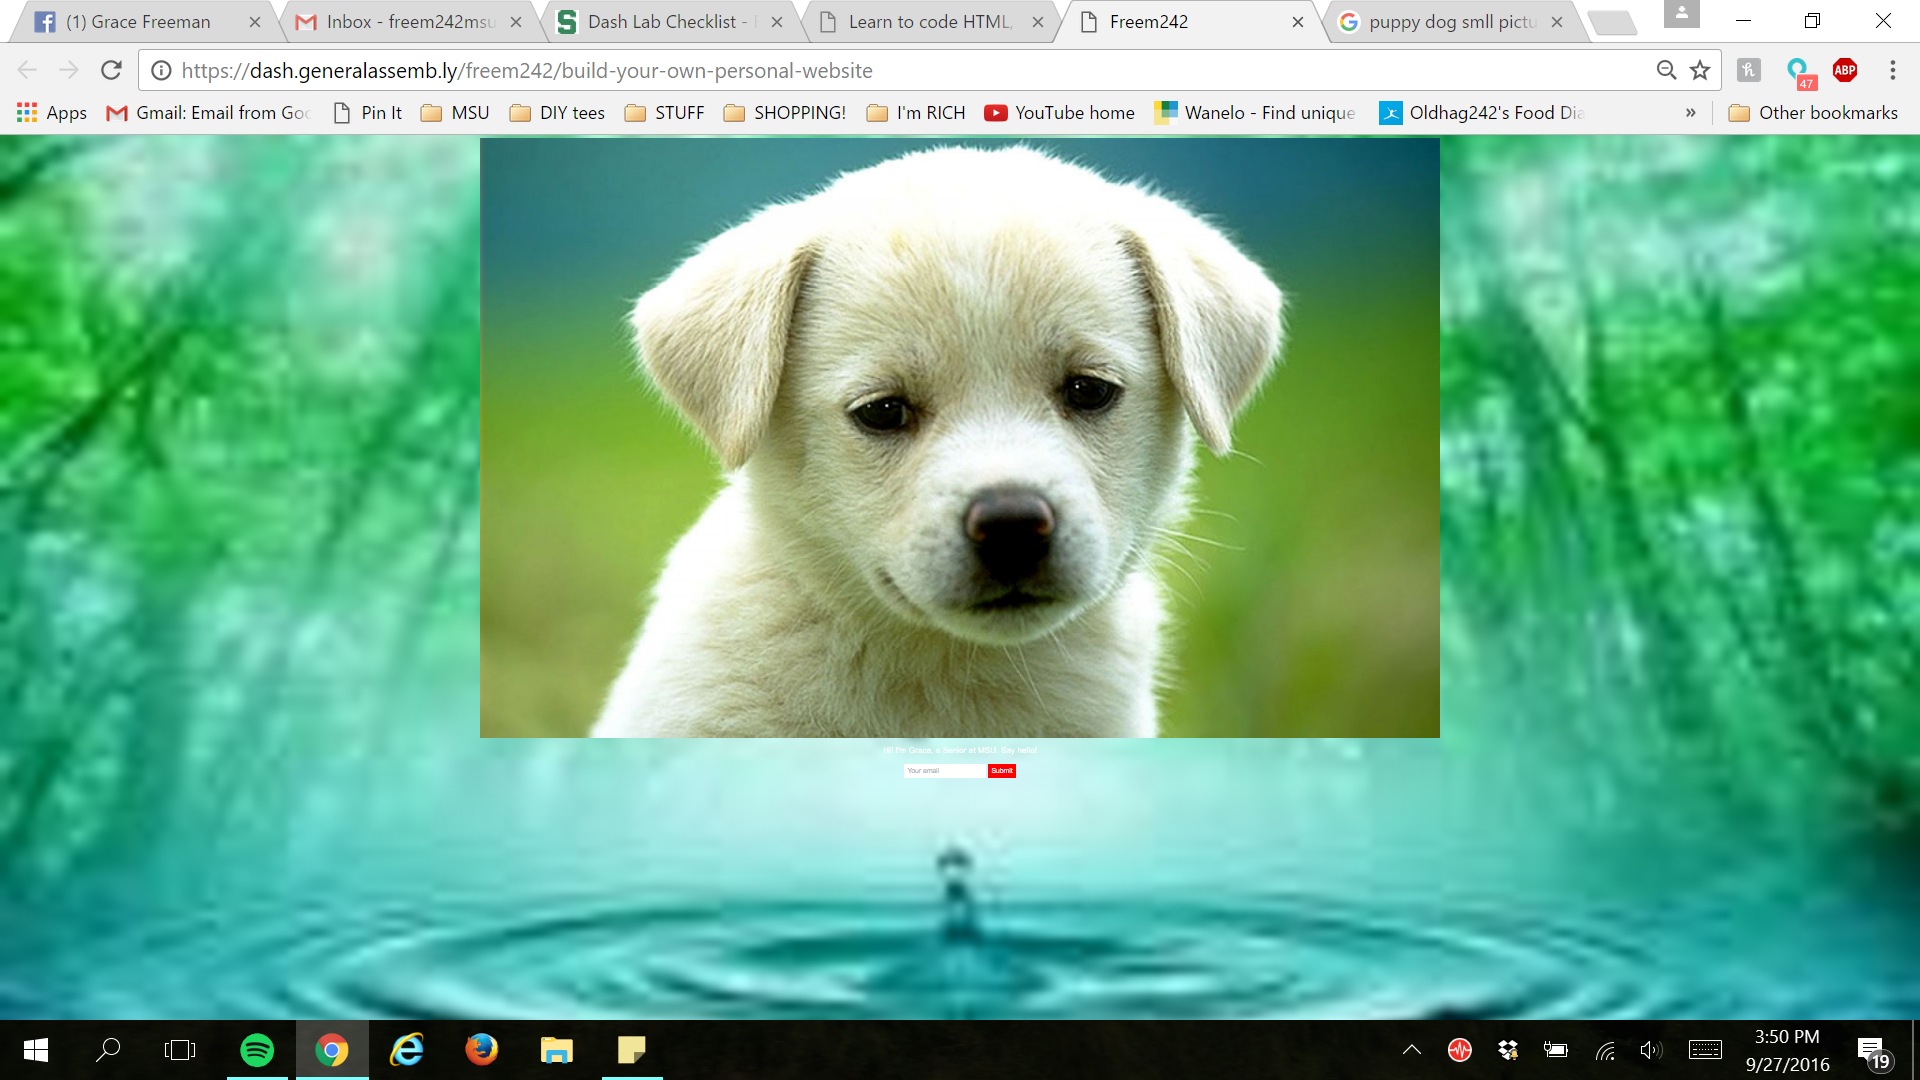 (1) Grace Freeman
Inbox - freem242msu
Dash Lab Checklist -
Learn to code HTML,
Freem242
puppy dog smll pictu
https://dash.generalassemb.ly/freem242/build-your-own-personal-website
47
ABP
Apps
Gmail: Email from Goo
Pin It
MSU
DIY tees
STUFF
SHOPPING!
I'm RICH
YouTube home
Wanelo - Find unique
Oldhag242's Food Dia
»
Other bookmarks
Hi! I'm Grace, a Senior at MSU. Say hello!
Your email
Submit
3:50 PM
9/27/2016
19